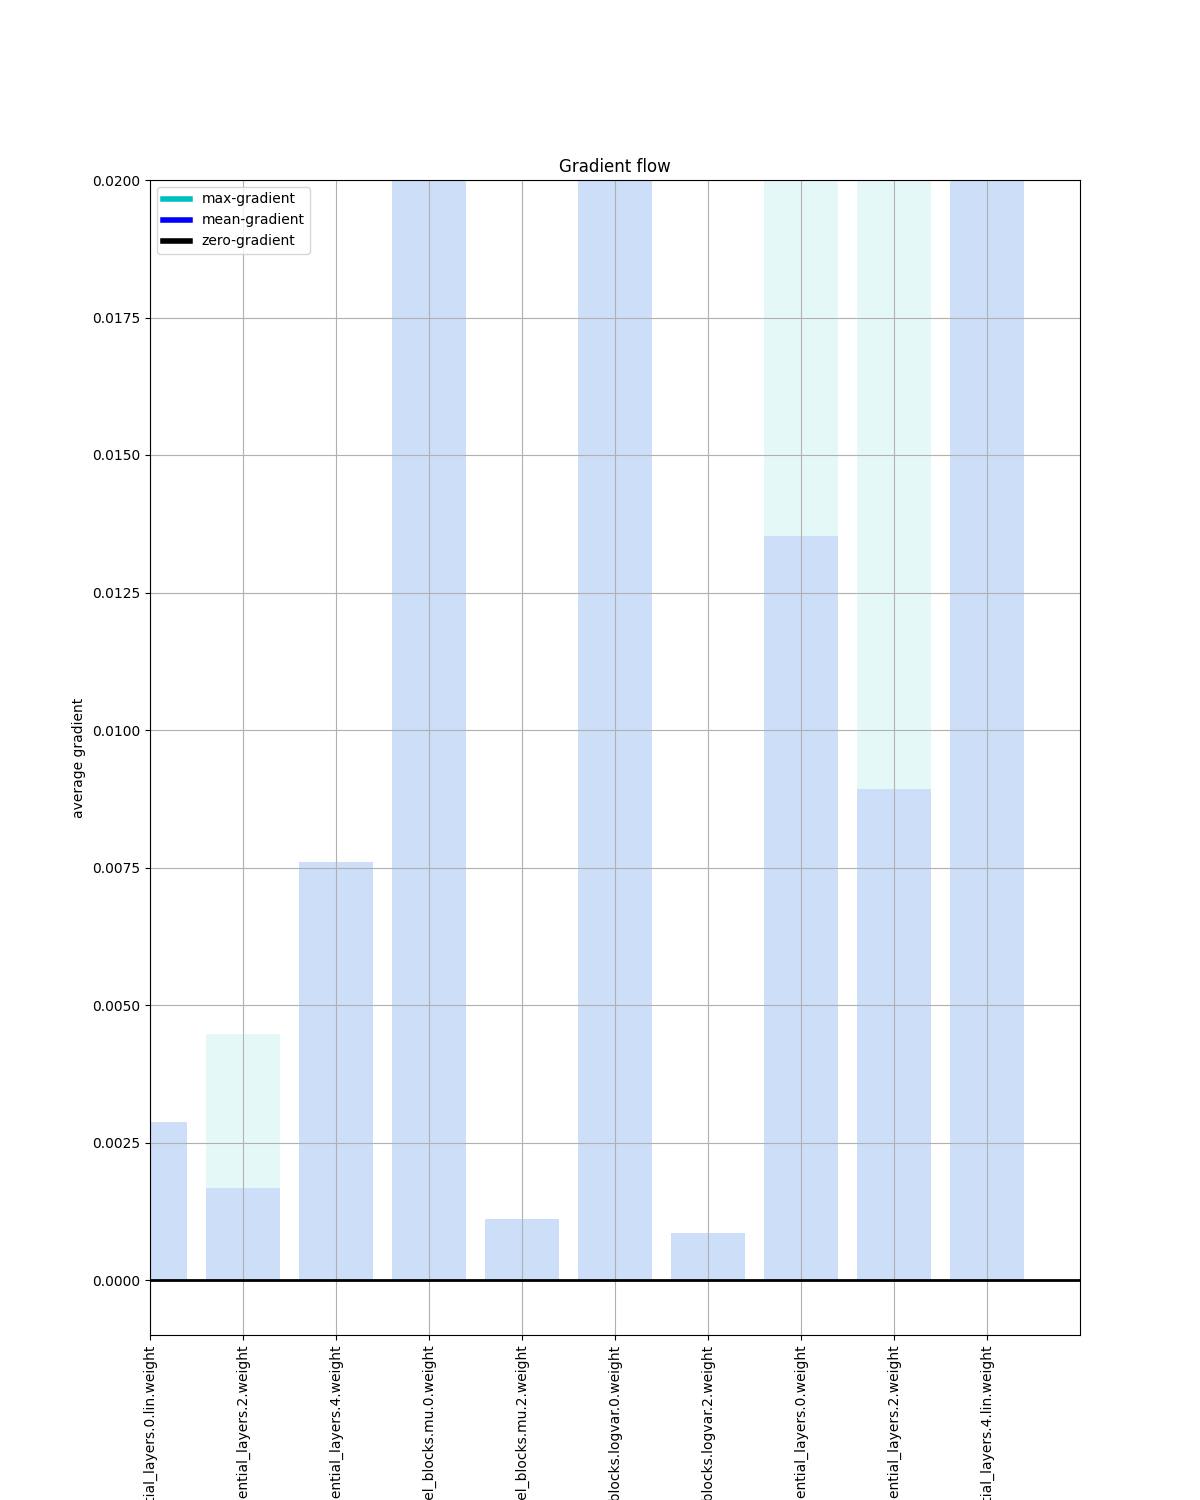 Gradient flow
max-gradient
mean-gradient
zero-gradient
0.0200
0.0175
0.0150
0.0125
0.0100
0.0075
0.0050
0.0025
0.0000
average gradient
tial_layers.0.lin.weight
ential_layers.2.weight
ential_layers.4.weight
el_blocks.mu.0.weight
el_blocks.mu.2.weight
blocks.logvar.0.weight
blocks.logvar.2.weight
ential_layers.0.weight
ential_layers.2.weight
tial_layers.4.lin.weight